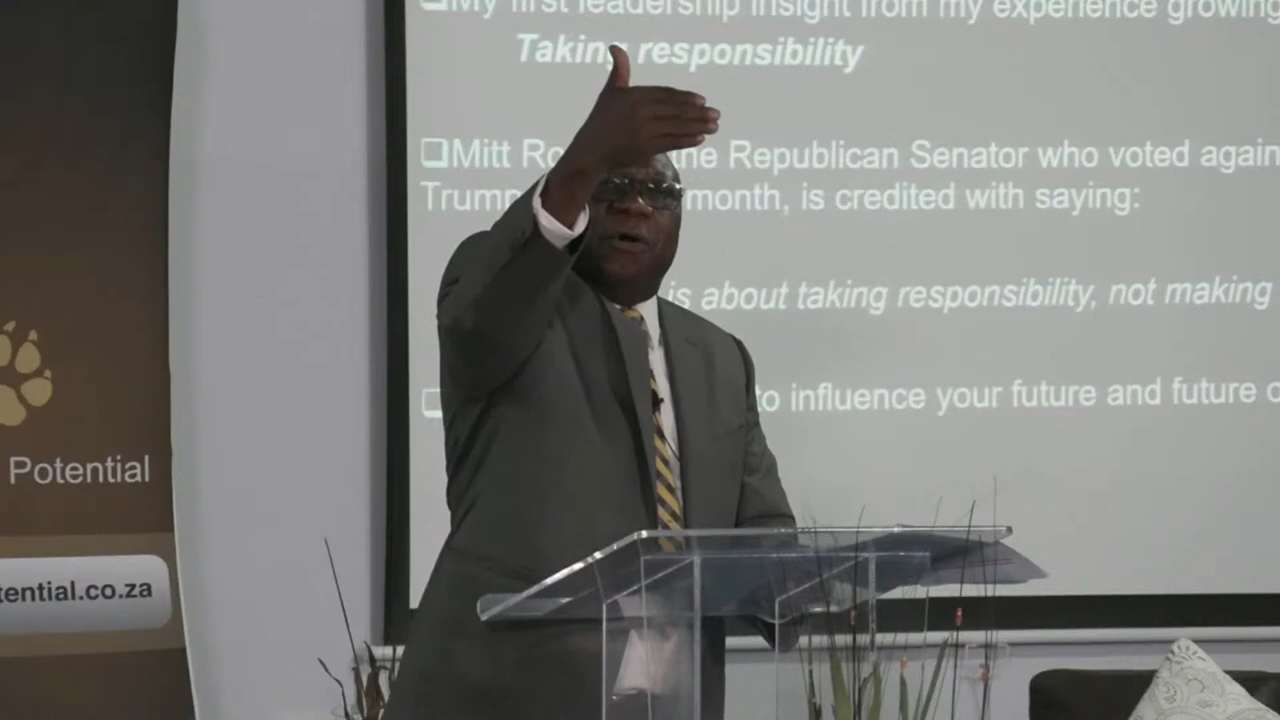 ❑My first leadership insight from my experience growing
Taking responsibility
❑Mitt Ro he Republican Senator who voted again
Trump month, is credited with saying:
is about taking responsibility, not making
to influence your future and future o
Potential
tential.co.za